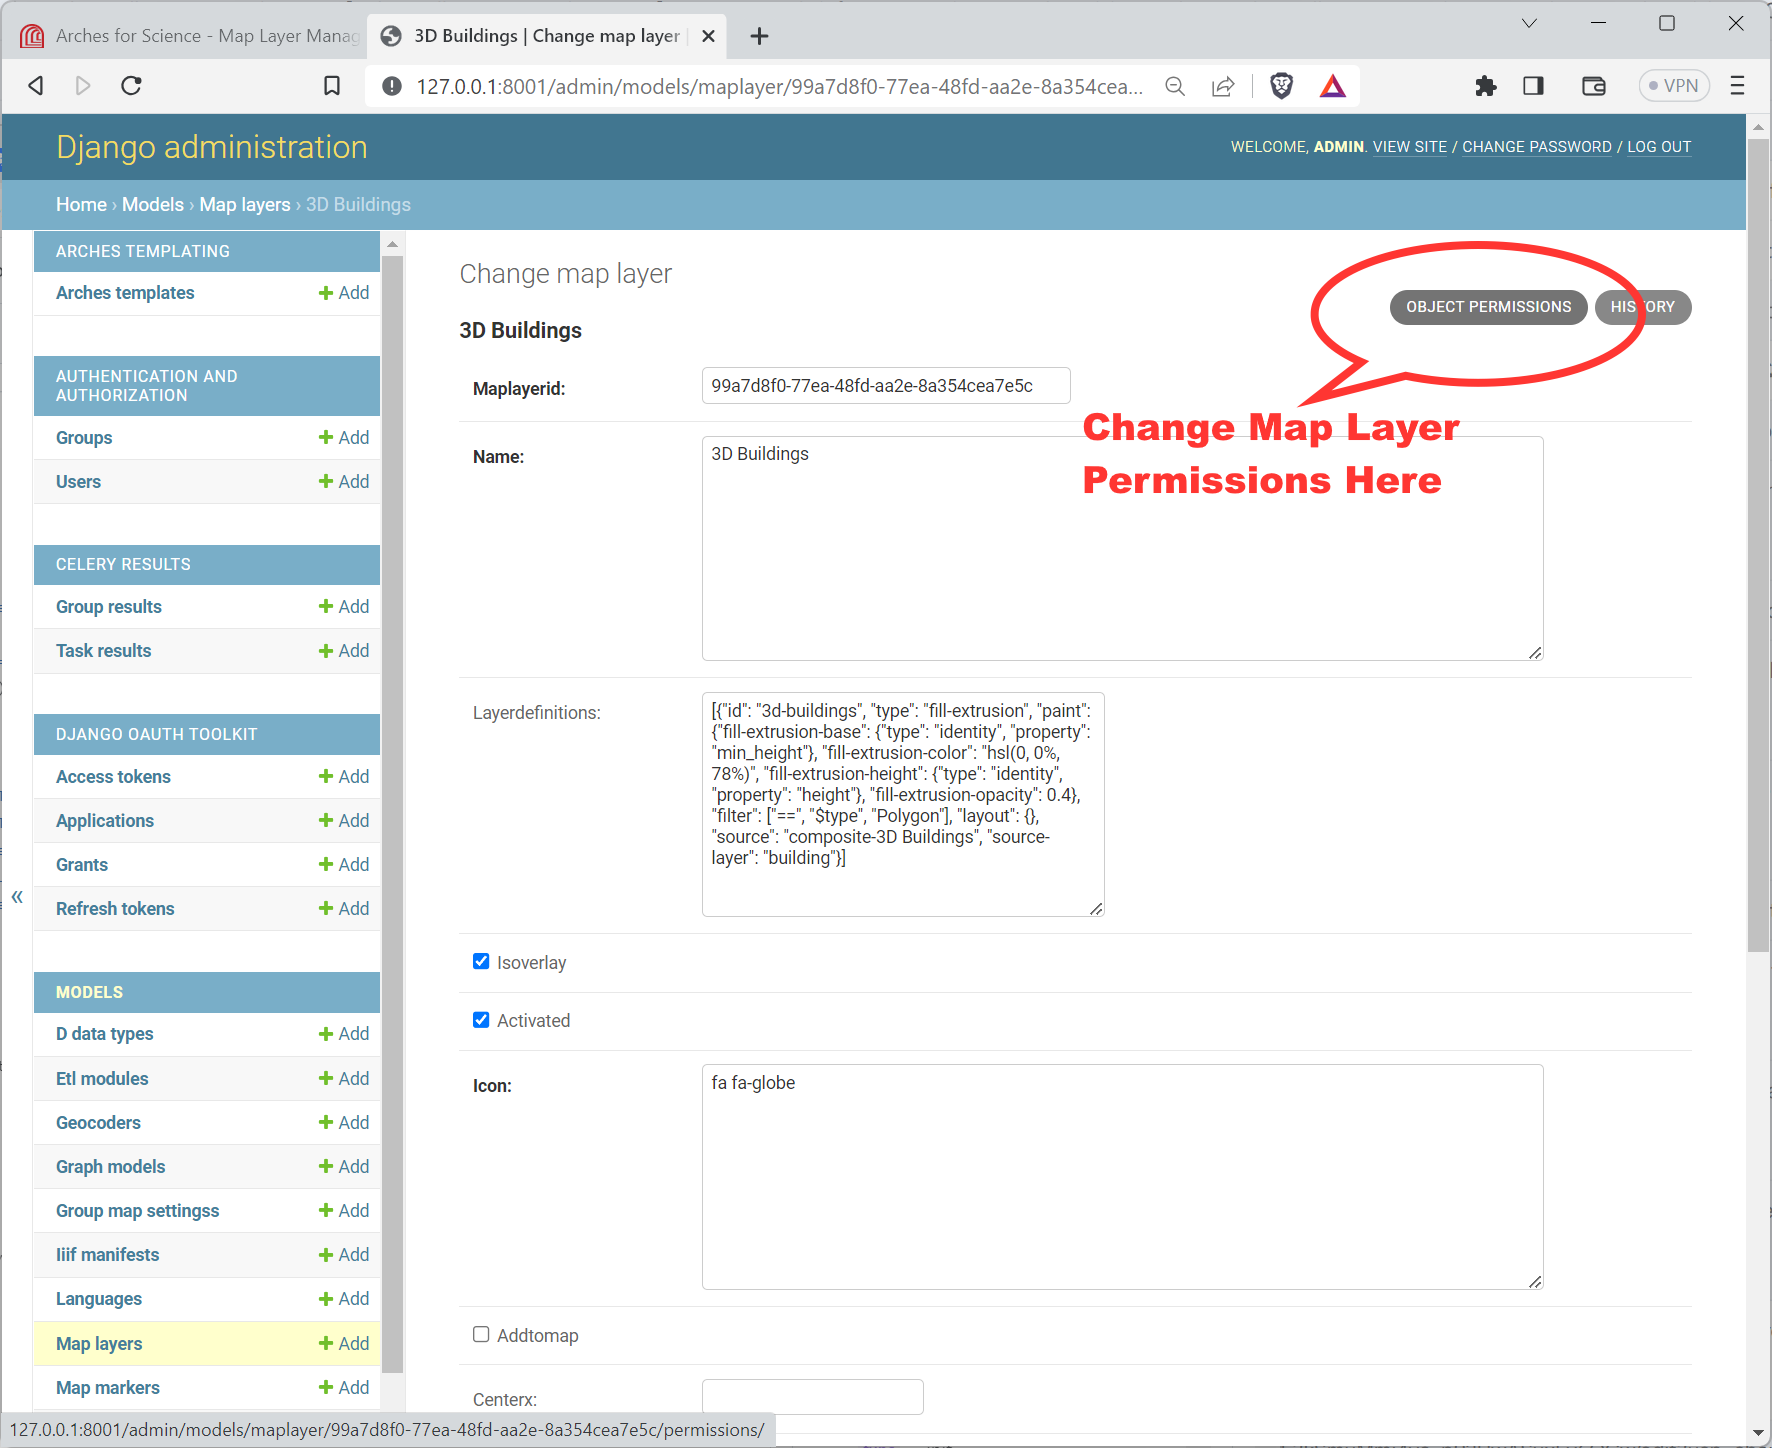 Arches for Science - Map Layer Manag
3D Buildings | Change map layer
127.0.0.1:8001/admin/models/maplayer/99a7d8f0-77ea-48fd-aa2e-8a354cea...
VPN
Django administration
WELCOME, ADMIN. VIEW SITE / CHANGE PASSWORD / LOG OUT
Home › Models › Map layers › 3D Buildings
ARCHES TEMPLATING
Arches templates Add
AUTHENTICATION AND
AUTHORIZATION
Groups Add
Users Add
CELERY RESULTS
Group results Add
Task results Add
DJANGO OAUTH TOOLKIT
Access tokens Add
Applications Add
Grants Add
Refresh tokens Add
«
MODELS
D data types Add
Etl modules Add
Geocoders Add
Graph models Add
Group map settingss Add
Iiif manifests Add
Languages Add
Map layers Add
Map markers Add
Change map layer
OBJECT PERMISSIONS HISTORY
3D Buildings
Maplayerid: 99a7d8f0-77ea-48fd-aa2e-8a354cea7e5c
Change Map Layer
Permissions Here
Name: 3D Buildings
Layerdefinitions: [{"id": "3d-buildings", "type": "fill-extrusion", "paint":
{"fill-extrusion-base": {"type": "identity", "property":
"min_height"}, "fill-extrusion-color": "hsl(0, 0%,
78%)", "fill-extrusion-height": {"type": "identity",
"property": "height"}, "fill-extrusion-opacity": 0.4},
"filter": ["==", "$type", "Polygon"], "layout": {},
"source": "composite-3D Buildings", "source-
layer": "building"}]
Isoverlay
Activated
Icon: fa fa-globe
Addtomap
Centerx:
127.0.0.1:8001/admin/models/maplayer/99a7d8f0-77ea-48fd-aa2e-8a354cea7e5c/permissions/